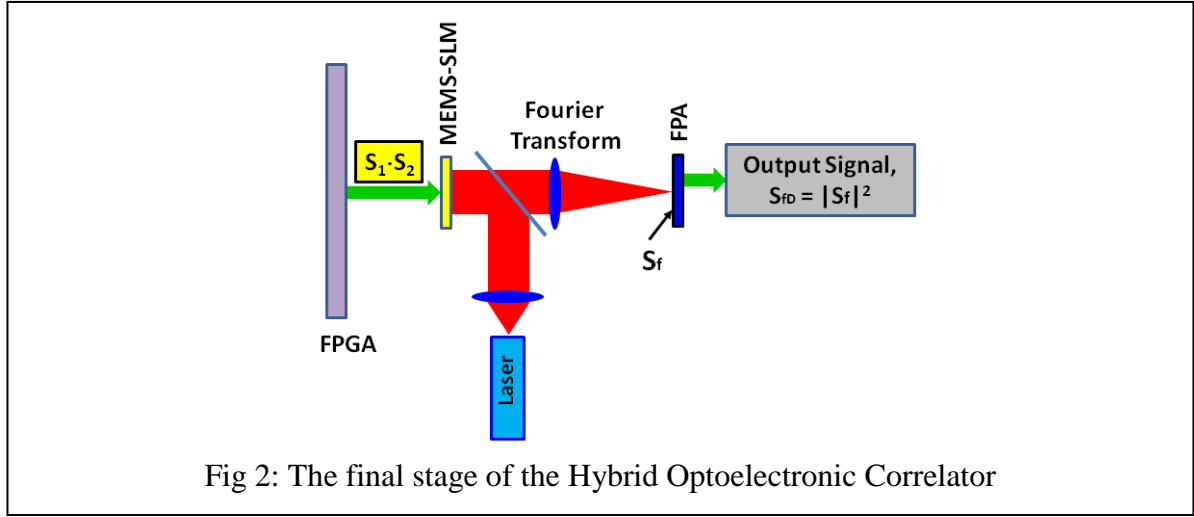 FPGA
S₁·S₂
MEMS-SLM
Fourier
Transform
FPA
Sf
Output Signal,
SfD = |Sf|²
Laser
Fig 2: The final stage of the Hybrid Optoelectronic Correlator